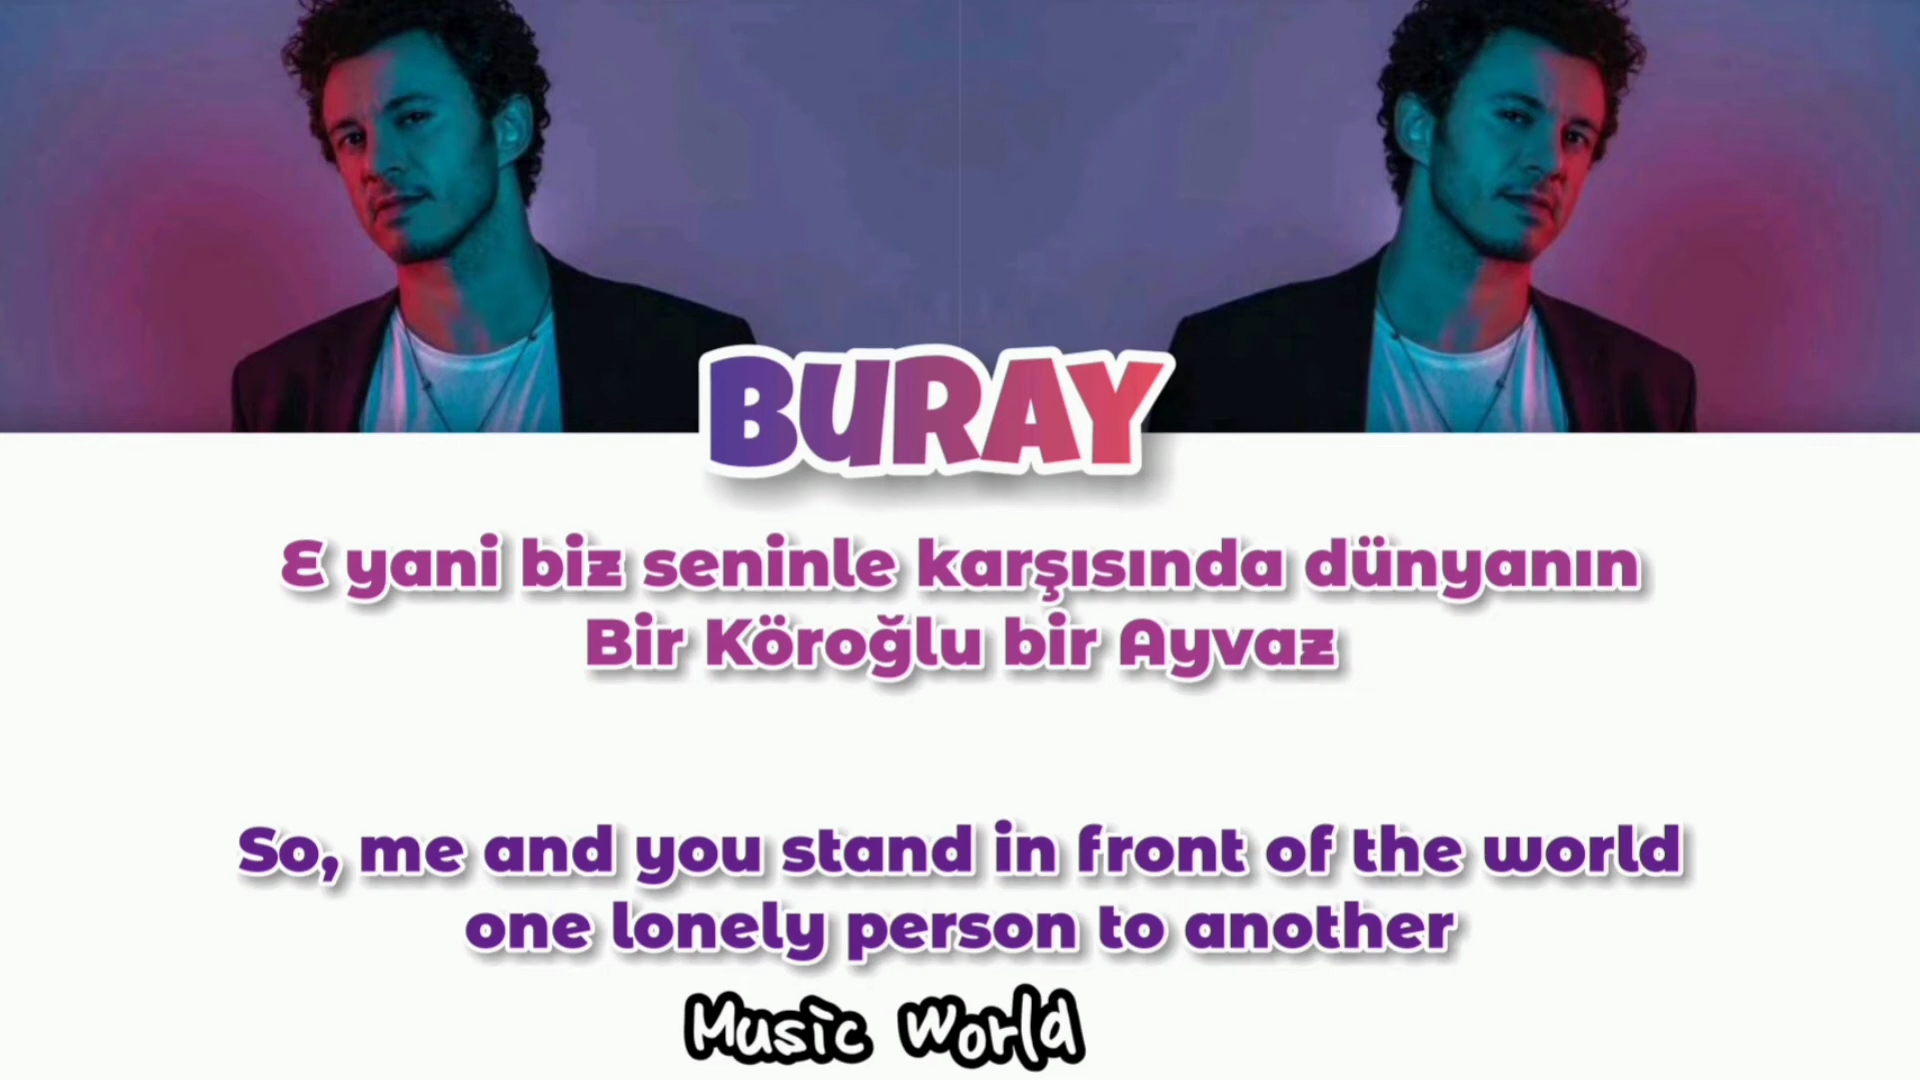 BURAY
E yani biz seninle karşısında dünyanın
Bir Köroğlu bir Ayvaz
So, me and you stand in front of the world
one lonely person to another
Music World